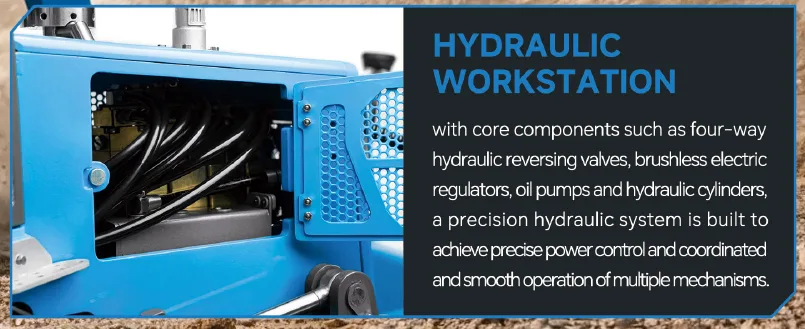 HYDRAULIC
WORKSTATION
with core components such as four-way
hydraulic reversing valves, brushless electric
regulators, oil pumps and hydraulic cylinders,
a precision hydraulic system is built to
achieve precise power control and coordinated
and smooth operation of multiple mechanisms.